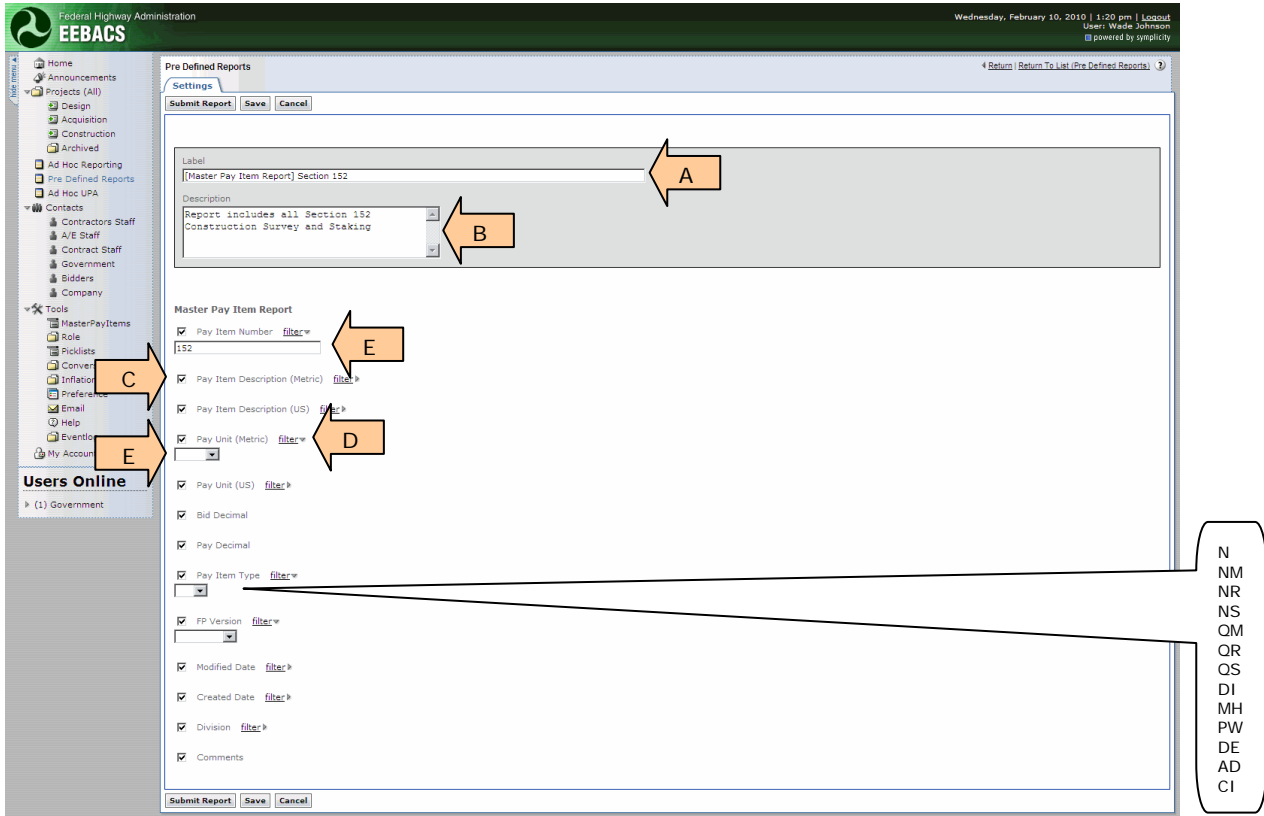 Federal Highway Administration
EEBACS
Wednesday, February 10, 2010 | 1:20 pm | Logout
User: Wade Johnson
powered by symplicity
hide menu
Home
Announcements
Projects (All)
Design
Acquisition
Construction
Archived
Ad Hoc Reporting
Pre Defined Reports
Ad Hoc UPA
Contacts
Contractors Staff
A/E Staff
Contract Staff
Government
Bidders
Company
Tools
MasterPayItems
Role
Picklists
Conver
Inflation
Preference
Email
Help
Eventlo
My Accoun
Users Online
(1) Government
Pre Defined Reports
Return | Return To List (Pre Defined Reports)
Settings
Submit Report Save Cancel
Label
[Master Pay Item Report] Section 152
A
Description
Report includes all Section 152
Construction Survey and Staking
B
Master Pay Item Report
Pay Item Number filter
152
E
C
Pay Item Description (Metric) filter
Pay Item Description (US) filter
Pay Unit (Metric) filter
D
E
Pay Unit (US) filter
Bid Decimal
Pay Decimal
Pay Item Type filter
FP Version filter
Modified Date filter
Created Date filter
Division filter
Comments
Submit Report Save Cancel
N
NM
NR
NS
QM
QR
QS
DI
MH
PW
DE
AD
CI